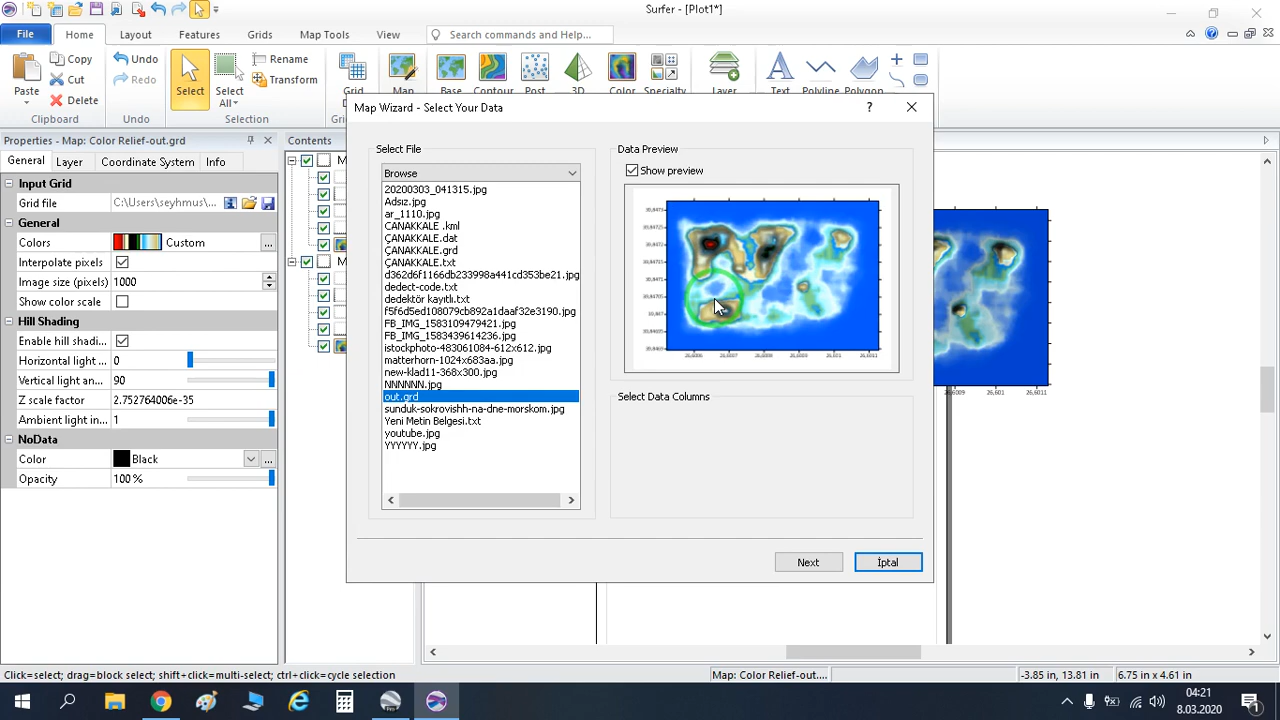 Surfer - [Plot1*]
File Home Layout Features Grids Map Tools View Search commands and Help...
Paste Copy Cut Delete Undo Redo Select Select All Rename Transform Grid Map Base Contour Post 3D Color Specialty Layer Text Polyline Polygon
Clipboard Undo Selection
Map Wizard - Select Your Data
Properties - Map: Color Relief-out.grd
General Layer Coordinate System Info
Contents
Input Grid
Grid file C:\Users\seyhmus\...
General
Colors Custom ...
Interpolate pixels
Image size (pixels) 1000
Show color scale
Hill Shading
Enable hill shadi...
Horizontal light ... 0
Vertical light an... 90
Z scale factor 2.752764006e-35
Ambient light in... 1
NoData
Color Black ...
Opacity 100 %
Select File
Browse
20200303_041315.jpg
Adsız.jpg
ar_1110.jpg
ÇANAKKALE .kml
ÇANAKKALE.dat
ÇANAKKALE.grd
ÇANAKKALE.txt
d362d6f1166db233998a441cd353be21.jpg
dedect-code.txt
dedektör kayıtlı.txt
f5f6d5ed108079cb892a1daaf32e3190.jpg
FB_IMG_1583109479421.jpg
FB_IMG_1583439614236.jpg
istockphoto-483061084-612x612.jpg
matterhorn-1024x683aa.jpg
new-klad11-368x300.jpg
NNNNNN.jpg
out.grd
sunduk-sokrovishh-na-dne-morskom.jpg
Yeni Metin Belgesi.txt
youtube.jpg
YYYYYY.jpg
Data Preview
Show preview
Select Data Columns
Next İptal
26,6009 26,601 26,6011
Click=select; drag=block select; shift+click=multi-select; ctrl+click=cycle selection
Map: Color Relief-out....
-3.85 in, 13.81 in
6.75 in x 4.61 in
04:21
8.03.2020